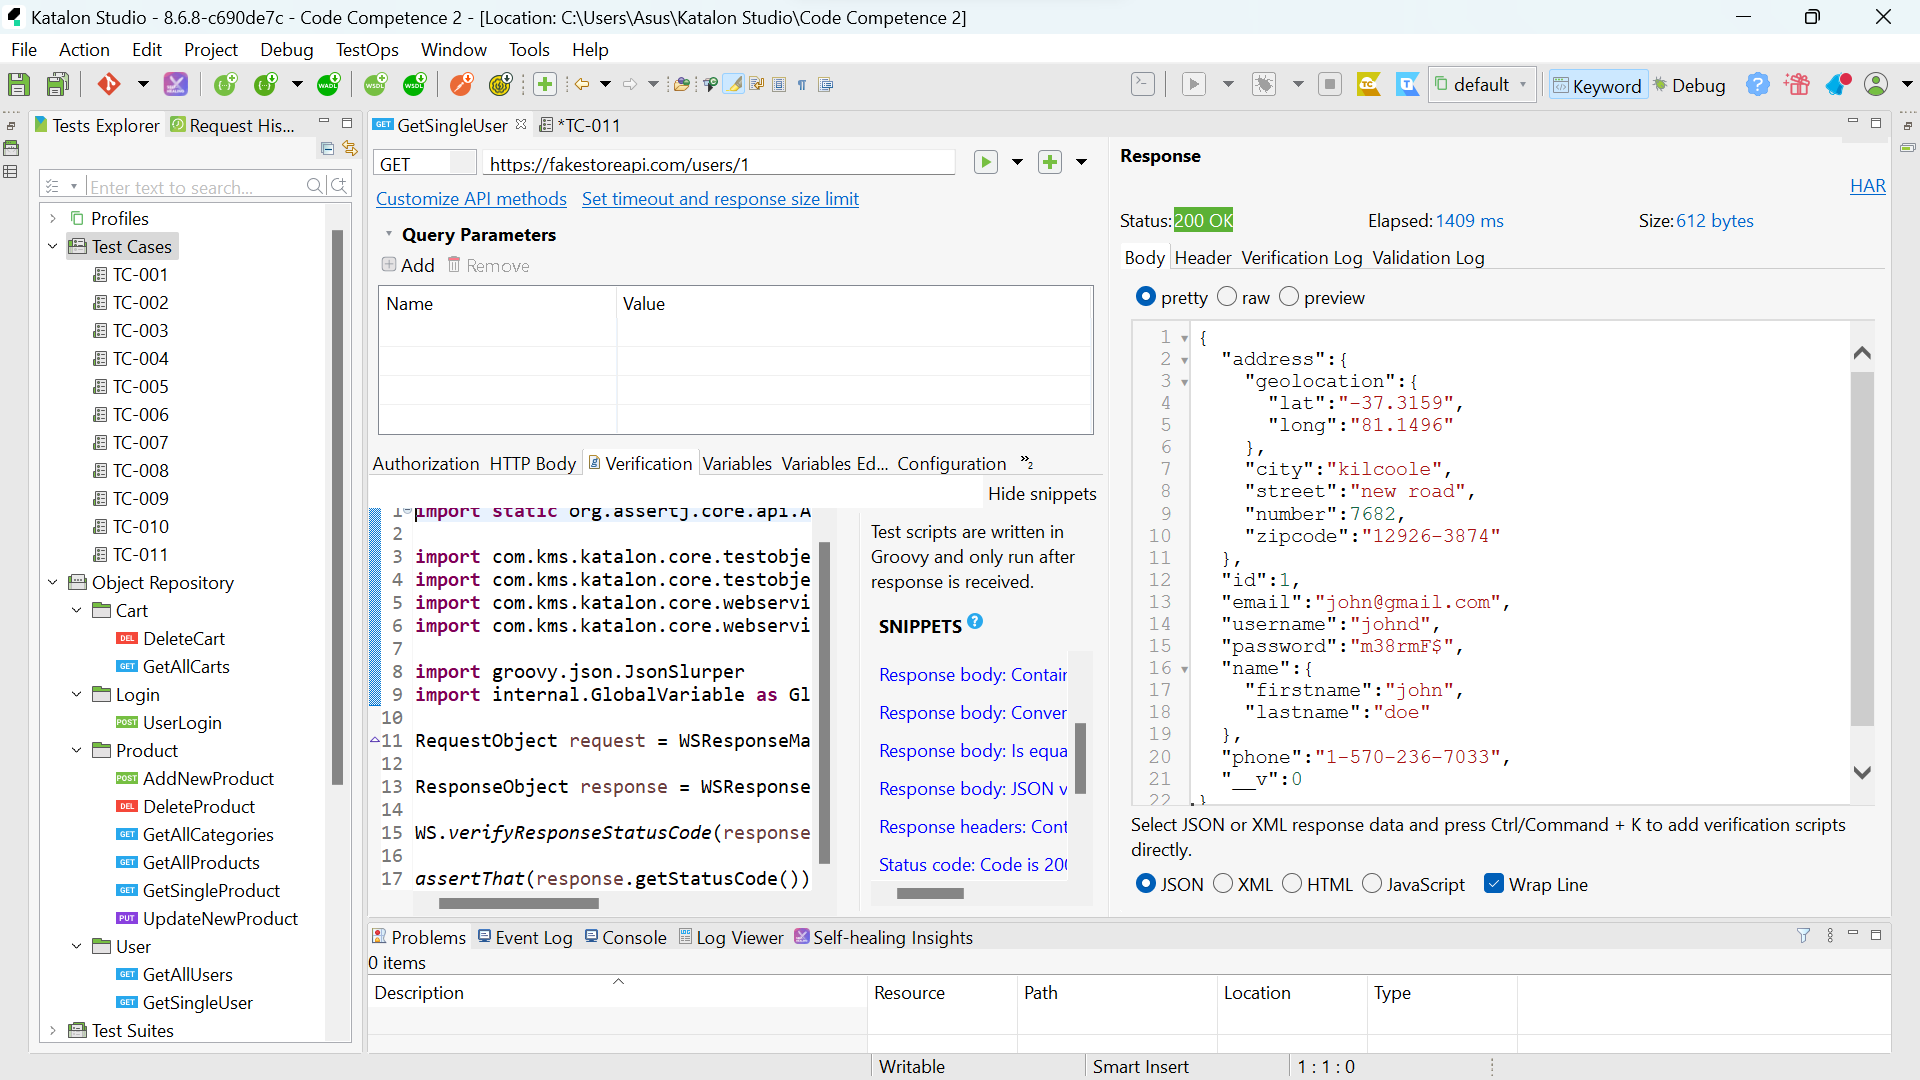 Katalon Studio - 8.6.8-c690de7c - Code Competence 2 - [Location: C:\Users\Asus\Katalon Studio\Code Competence 2]
File Action Edit Project Debug TestOps Window Tools Help
WADL WSDL WSDL TC T default Keyword Debug
Tests Explorer Request His...
Enter text to search...
Profiles
Test Cases
TC-001
TC-002
TC-003
TC-004
TC-005
TC-006
TC-007
TC-008
TC-009
TC-010
TC-011
Object Repository
Cart
DEL DeleteCart
GET GetAllCarts
Login
POST UserLogin
Product
POST AddNewProduct
DEL DeleteProduct
GET GetAllCategories
GET GetAllProducts
GET GetSingleProduct
PUT UpdateNewProduct
User
GET GetAllUsers
GET GetSingleUser
Test Suites
GET GetSingleUser *TC-011
GET https://fakestoreapi.com/users/1
Customize API methods Set timeout and response size limit
Query Parameters
Add Remove
Name Value
Authorization HTTP Body Verification Variables Variables Ed... Configuration »2
Hide snippets
1 import static org.assertj.core.api.A
2
3 import com.kms.katalon.core.testobje
4 import com.kms.katalon.core.testobje
5 import com.kms.katalon.core.webservi
6 import com.kms.katalon.core.webservi
7
8 import groovy.json.JsonSlurper
9 import internal.GlobalVariable as Gl
10
11 RequestObject request = WSResponseMa
12
13 ResponseObject response = WSResponse
14
15 WS.verifyResponseStatusCode(response
16
17 assertThat(response.getStatusCode())
Test scripts are written in
Groovy and only run after
response is received.
SNIPPETS ?
Response body: Contair
Response body: Conver
Response body: Is equa
Response body: JSON v
Response headers: Cont
Status code: Code is 200
Response
HAR
Status: 200 OK Elapsed: 1409 ms Size: 612 bytes
Body Header Verification Log Validation Log
pretty raw preview
1 {
2 "address":{
3 "geolocation":{
4 "lat":"-37.3159",
5 "long":"81.1496"
6 },
7 "city":"kilcoole",
8 "street":"new road",
9 "number":7682,
10 "zipcode":"12926-3874"
11 },
12 "id":1,
13 "email":"john@gmail.com",
14 "username":"johnd",
15 "password":"m38rmF$",
16 "name":{
17 "firstname":"john",
18 "lastname":"doe"
19 },
20 "phone":"1-570-236-7033",
21 "__v":0
22 }
Select JSON or XML response data and press Ctrl/Command + K to add verification scripts
directly.
JSON XML HTML JavaScript Wrap Line
Problems Event Log Console Log Viewer Self-healing Insights
0 items
Description Resource Path Location Type
Writable Smart Insert 1 : 1 : 0